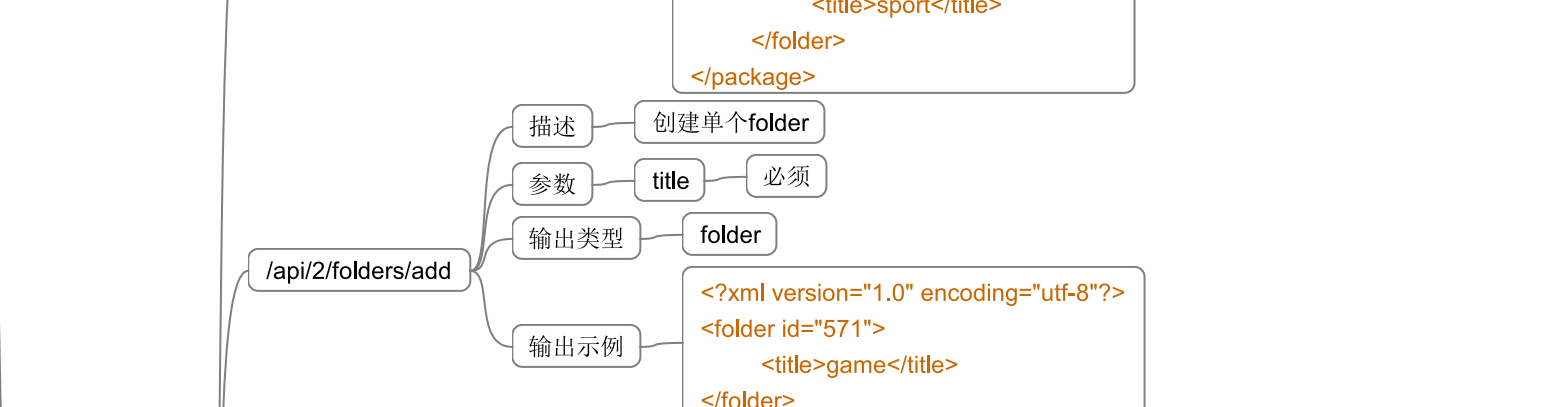 <title>sport</title>
</folder>
</package>
描述
创建单个folder
参数
title
必须
输出类型
folder
/api/2/folders/add
输出示例
<?xml version="1.0" encoding="utf-8"?>
<folder id="571">
<title>game</title>
</folder>